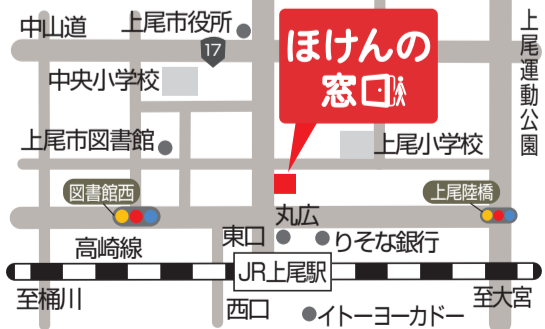 中山道
上尾市役所
17
ほけんの
窓口
上尾運動公園
中央小学校
上尾市図書館
上尾小学校
図書館西
上尾陸橋
丸広
東口
りそな銀行
高崎線
JR上尾駅
至桶川
西口
イトーヨーカドー
至大宮